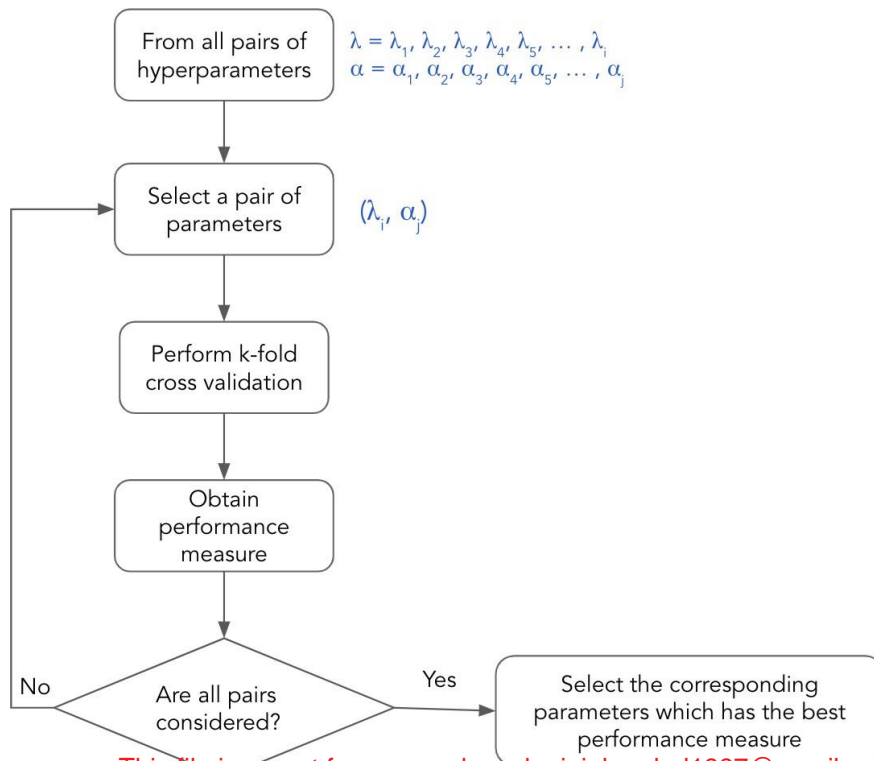 From all pairs of
hyperparameters
λ = λ₁, λ₂, λ₃, λ₄, λ₅, … , λᵢ
α = α₁, α₂, α₃, α₄, α₅, … , αⱼ
Select a pair of
parameters
(λᵢ, αⱼ)
Perform k-fold
cross validation
Obtain
performance
measure
Are all pairs
considered?
No
Yes
Select the corresponding
parameters which has the best
performance measure